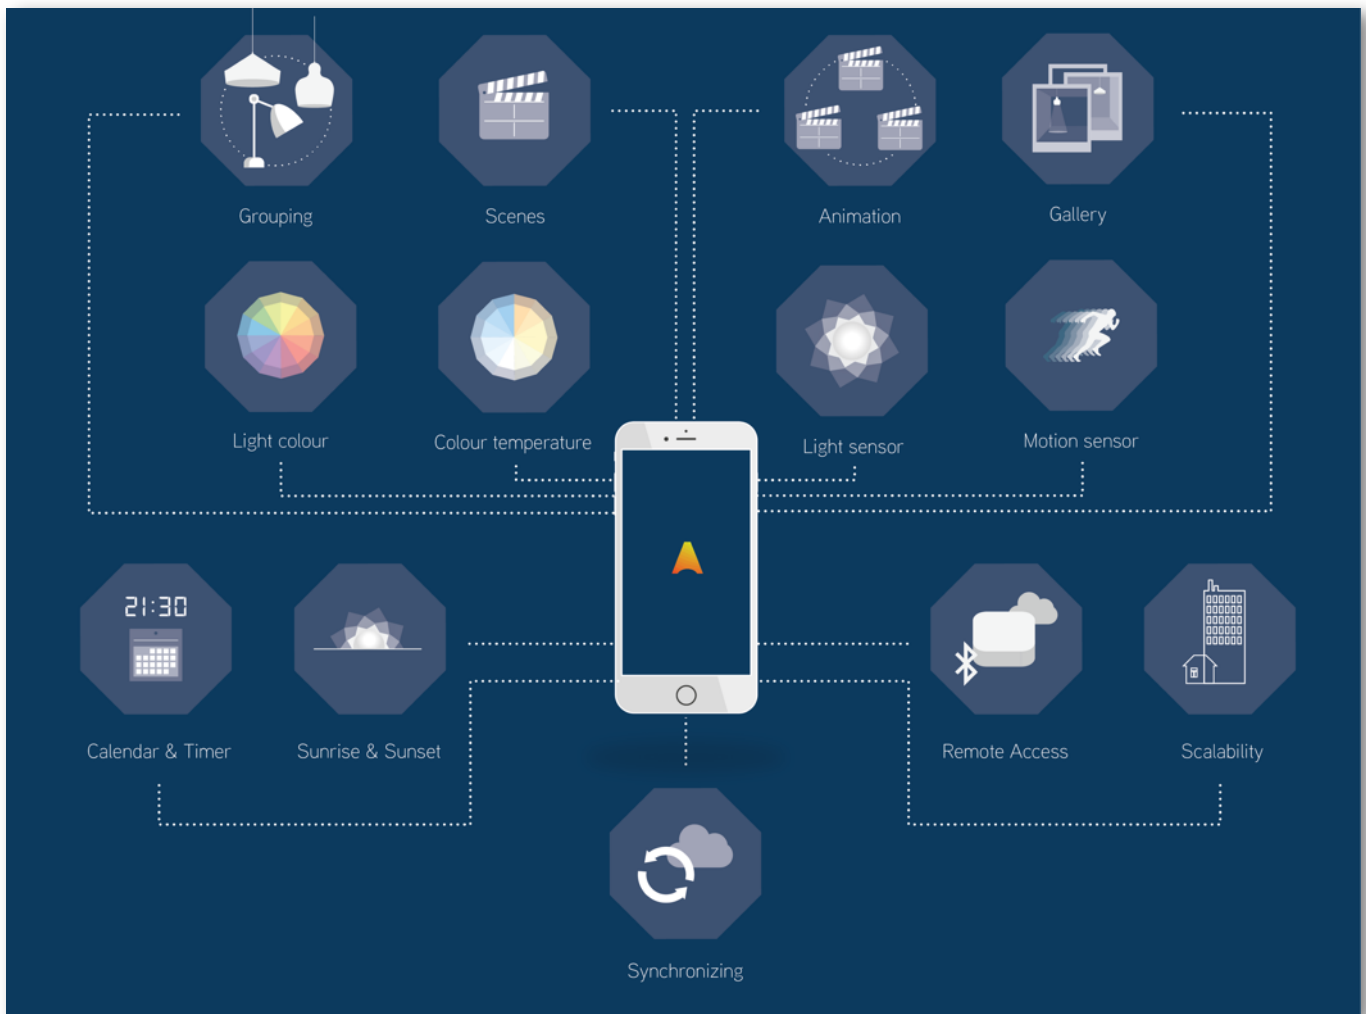 Grouping
Scenes
Animation
Gallery
Light colour
Colour temperature
Light sensor
Motion sensor
21:30
Calendar & Timer
Sunrise & Sunset
Remote Access
Scalability
Synchronizing